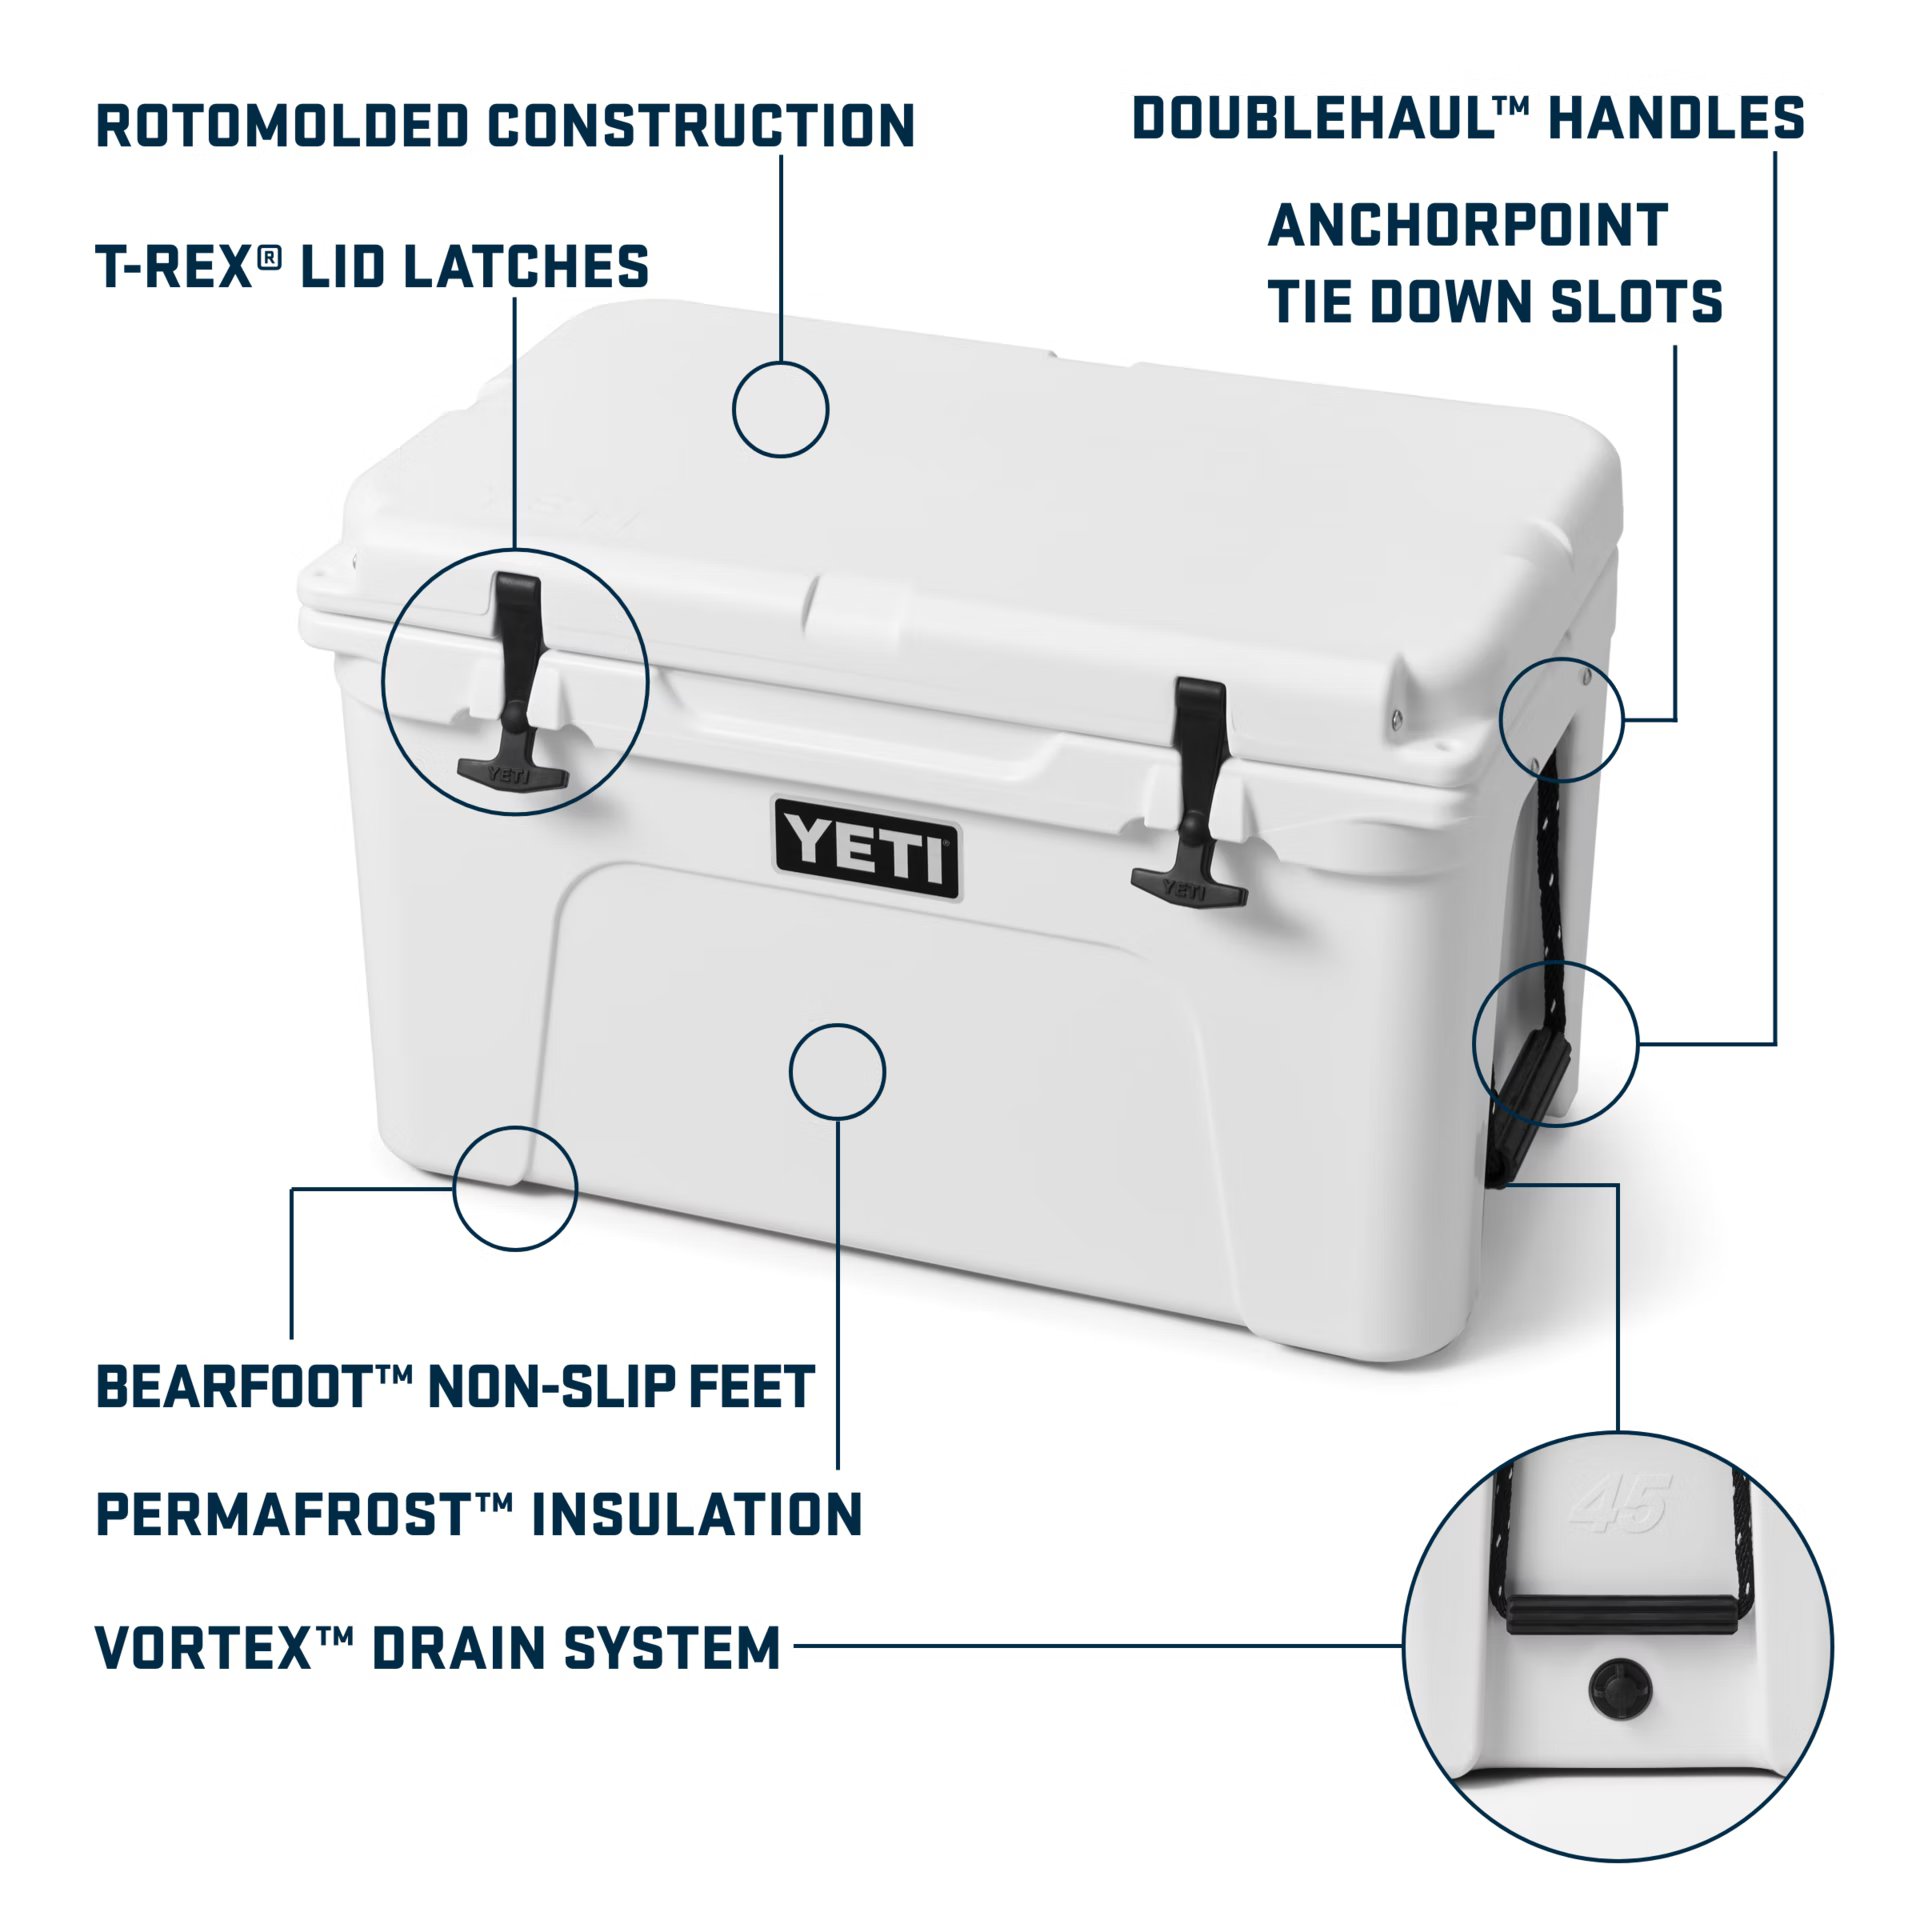 ROTOMOLDED CONSTRUCTION
DOUBLEHAUL™ HANDLES
ANCHORPOINT
TIE DOWN SLOTS
T-REX® LID LATCHES
YETI
YETI®
YETI
BEARFOOT™ NON-SLIP FEET
PERMAFROST™ INSULATION
45
VORTEX™ DRAIN SYSTEM